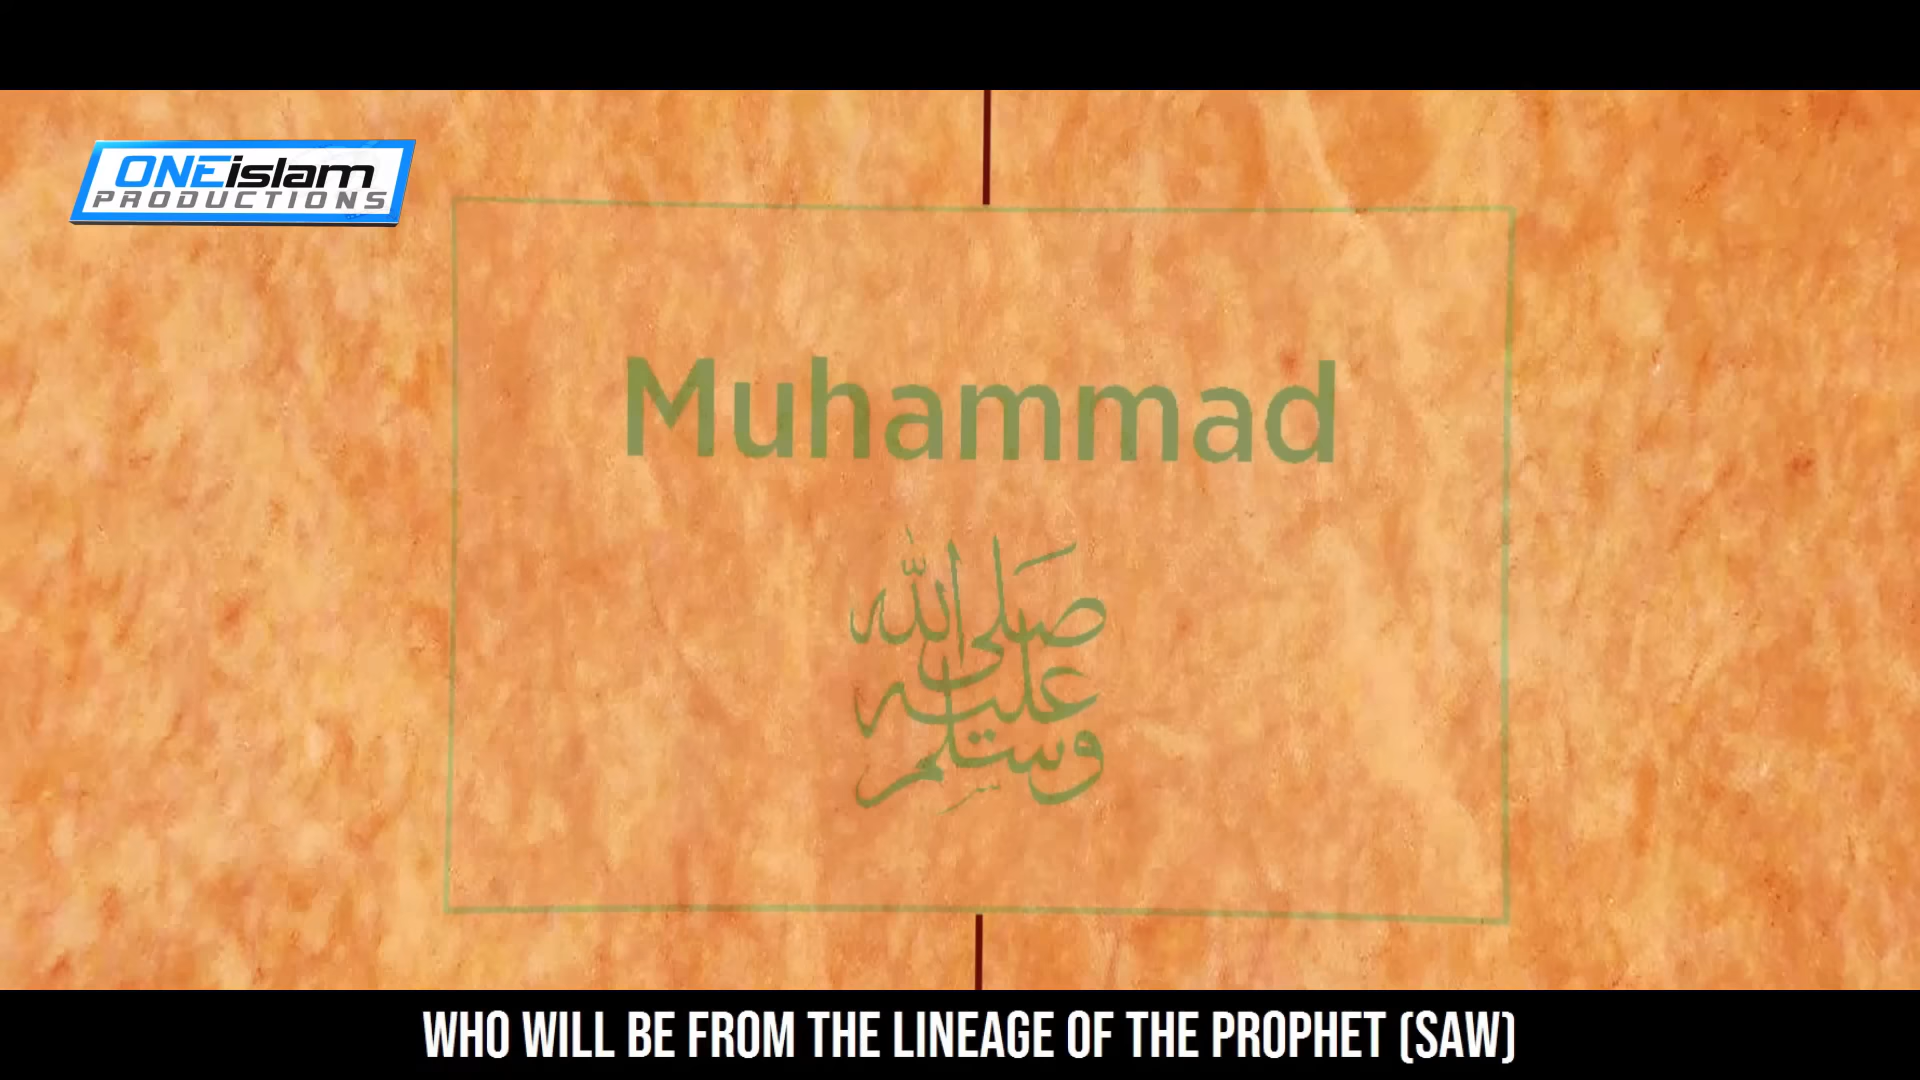 ONEislam
PRODUCTIONS
Muhammad
صلى الله
عليه
وسلم
WHO WILL BE FROM THE LINEAGE OF THE PROPHET (SAW)